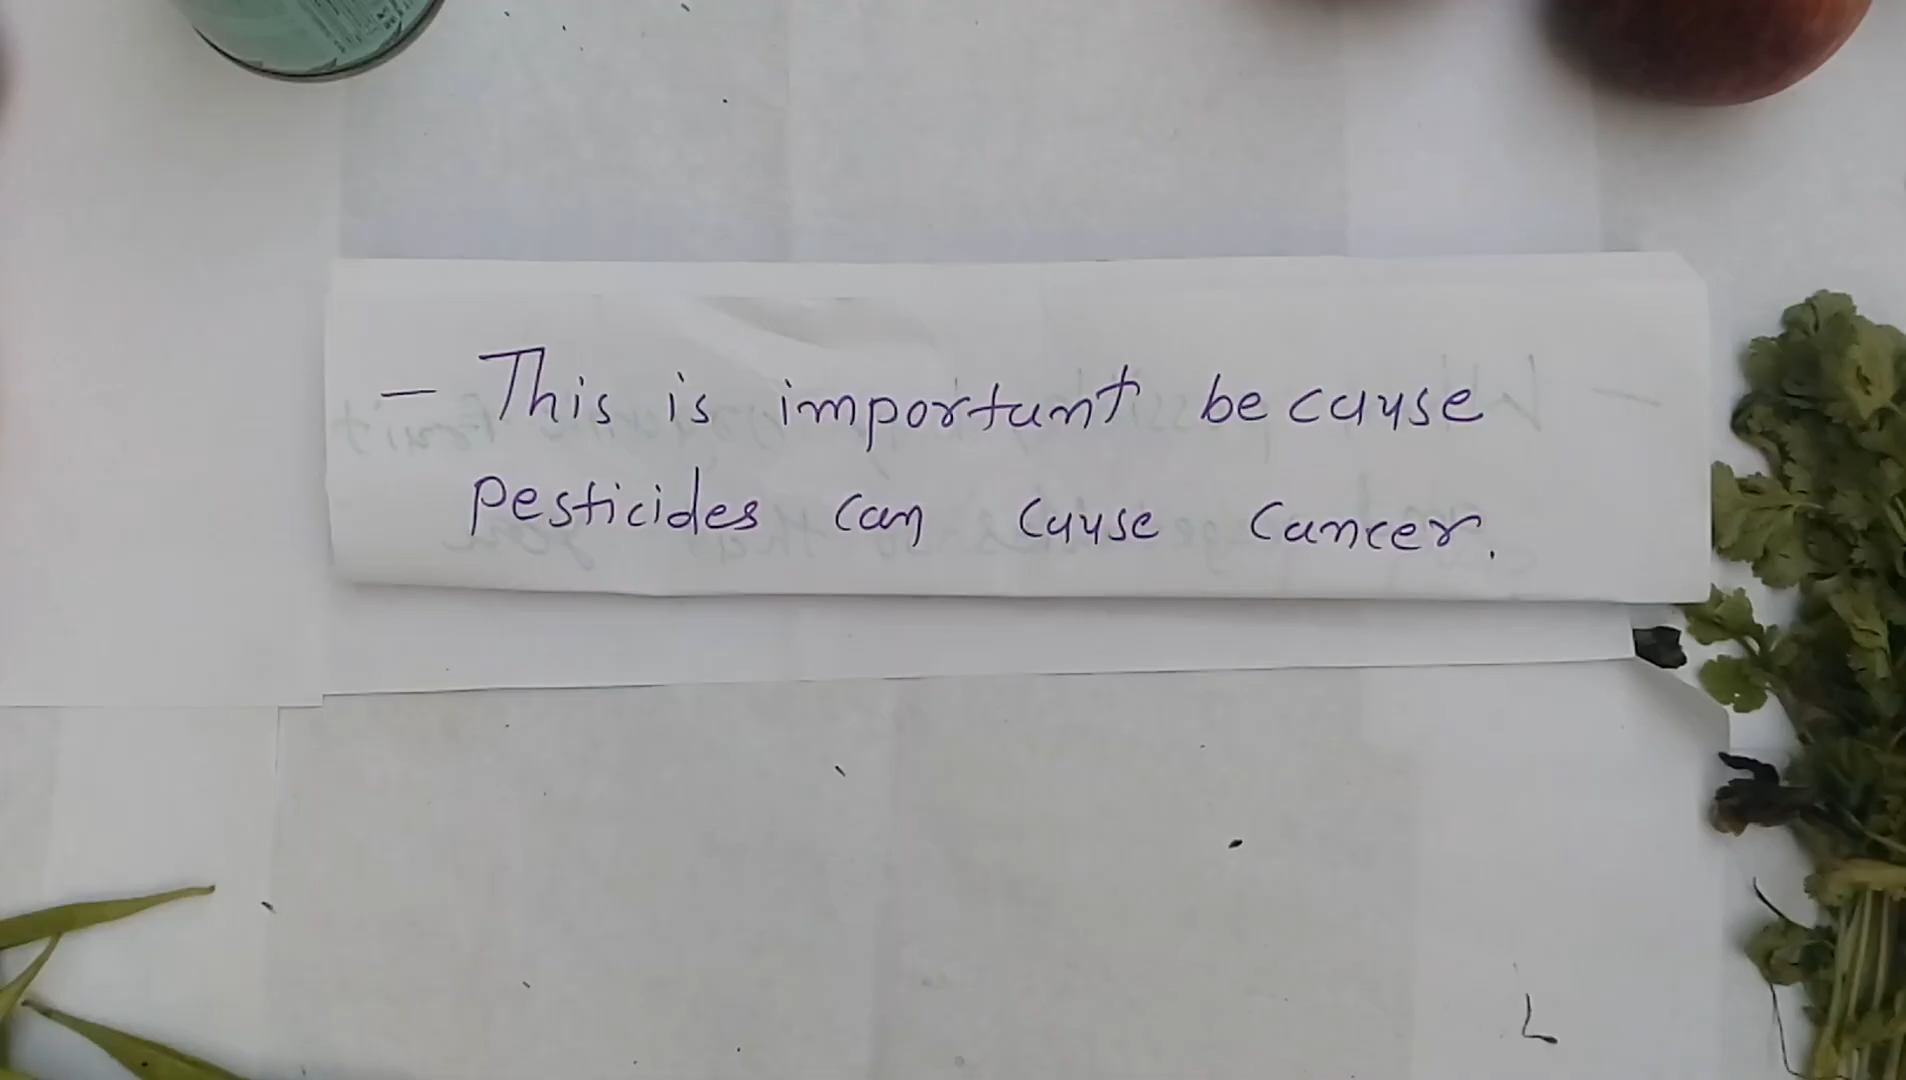 - This is important because
pesticides can cause cancer.